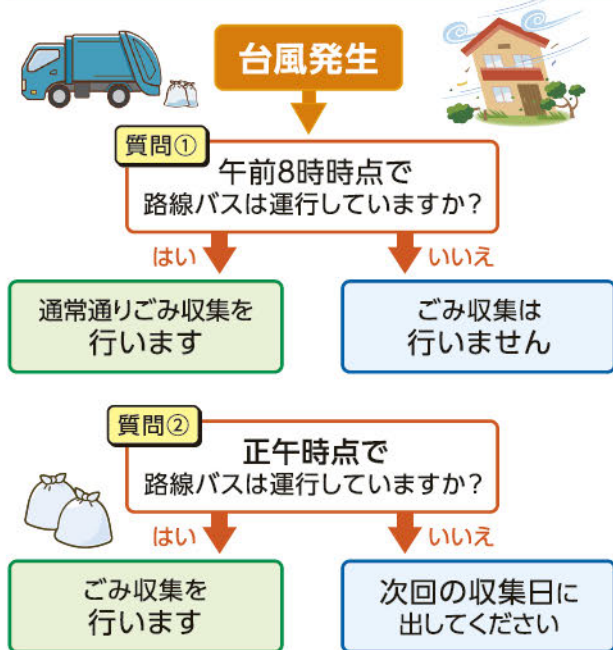 台風発生
質問①
午前8時時点で
路線バスは運行していますか?
はい
いいえ
通常通りごみ収集を
行います
ごみ収集は
行いません
質問②
正午時点で
路線バスは運行していますか?
はい
いいえ
ごみ収集を
行います
次回の収集日に
出してください